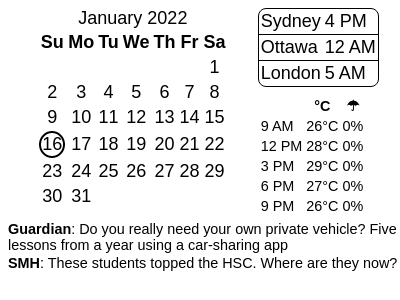 January 2022
Su Mo Tu We Th Fr Sa
1
2 3 4 5 6 7 8
9 10 11 12 13 14 15
16 17 18 19 20 21 22
23 24 25 26 27 28 29
30 31
Sydney 4 PM
Ottawa 12 AM
London 5 AM
°C ☂
9 AM 26°C 0%
12 PM 28°C 0%
3 PM 29°C 0%
6 PM 27°C 0%
9 PM 26°C 0%
Guardian: Do you really need your own private vehicle? Five
lessons from a year using a car-sharing app
SMH: These students topped the HSC. Where are they now?